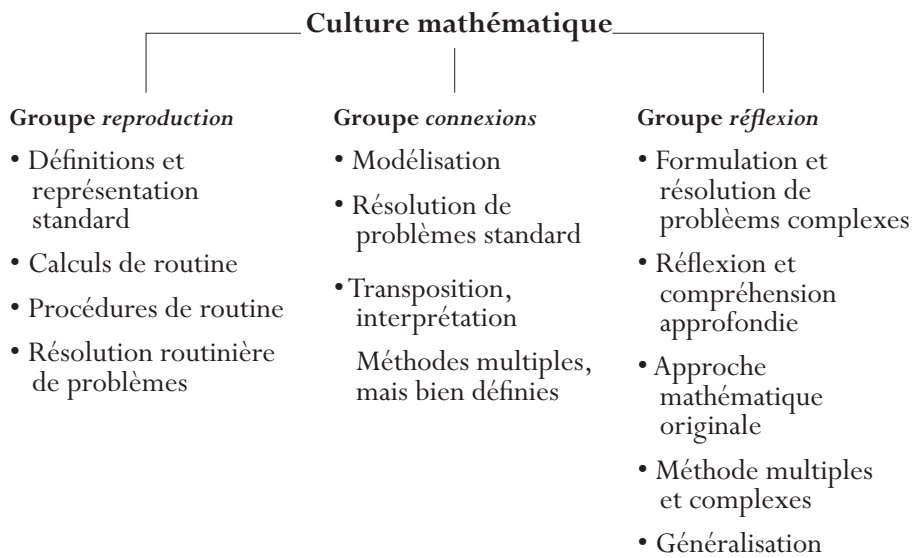 Culture mathématique
Groupe reproduction
• Définitions et
représentation
standard
• Calculs de routine
• Procédures de routine
• Résolution routinière
de problèmes
Groupe connexions
• Modélisation
• Résolution de
problèmes standard
• Transposition,
interprétation
Méthodes multiples,
mais bien définies
Groupe réflexion
• Formulation et
résolution de
problèems complexes
• Réflexion et
compréhension
approfondie
• Approche
mathématique
originale
• Méthode multiples
et complexes
• Généralisation